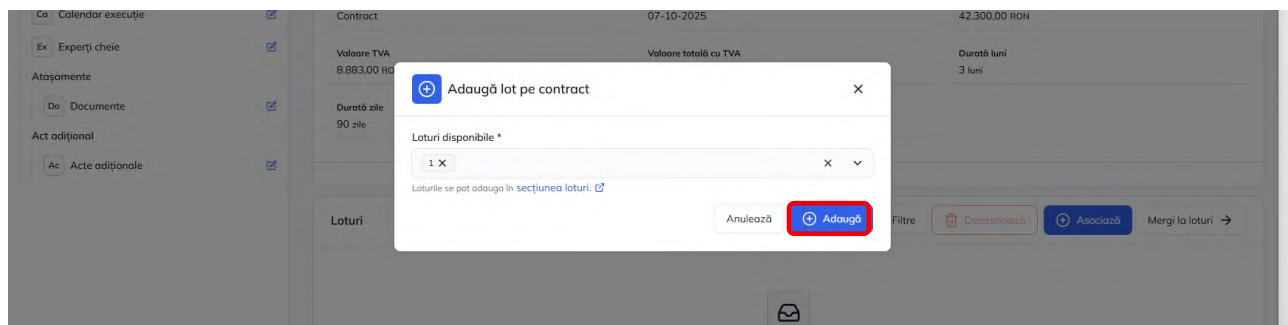 Ca Calendar execuție
Ex Experți cheie
Atașamente
Do Documente
Act adițional
Ac Acte adiționale
Contract 07-10-2025 42.300,00 RON
Valoare TVA Valoare totală cu TVA Durată luni
8.883,00 RO 3 luni
Durată zile
90 zile
Adaugă lot pe contract
Loturi disponibile *
1
Loturile se pot adauga în secțiunea loturi.
Anulează Adaugă
Loturi Filtre Dezasociază Asociază Mergi la loturi